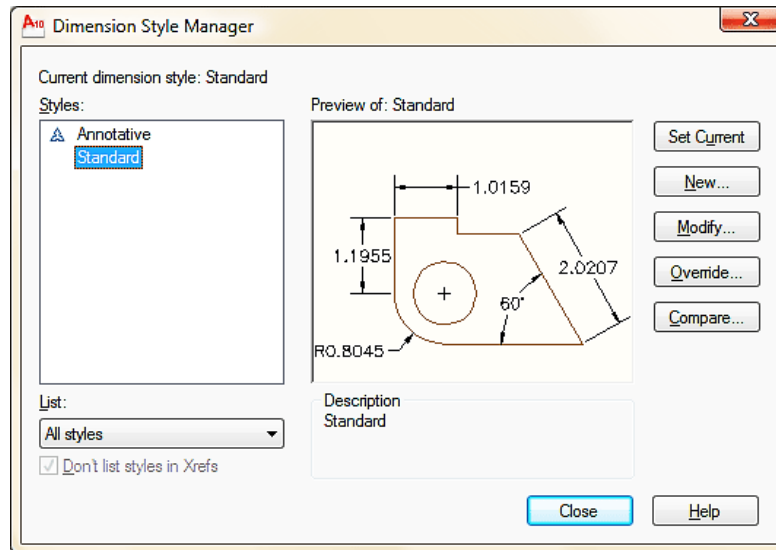 A10 Dimension Style Manager
Current dimension style: Standard
Styles:
Annotative
Standard
Preview of: Standard
1.0159
1.1955
2.0207
60°
R0.8045
Set Current
New...
Modify...
Override...
Compare...
List:
All styles
Don't list styles in Xrefs
Description
Standard
Close
Help